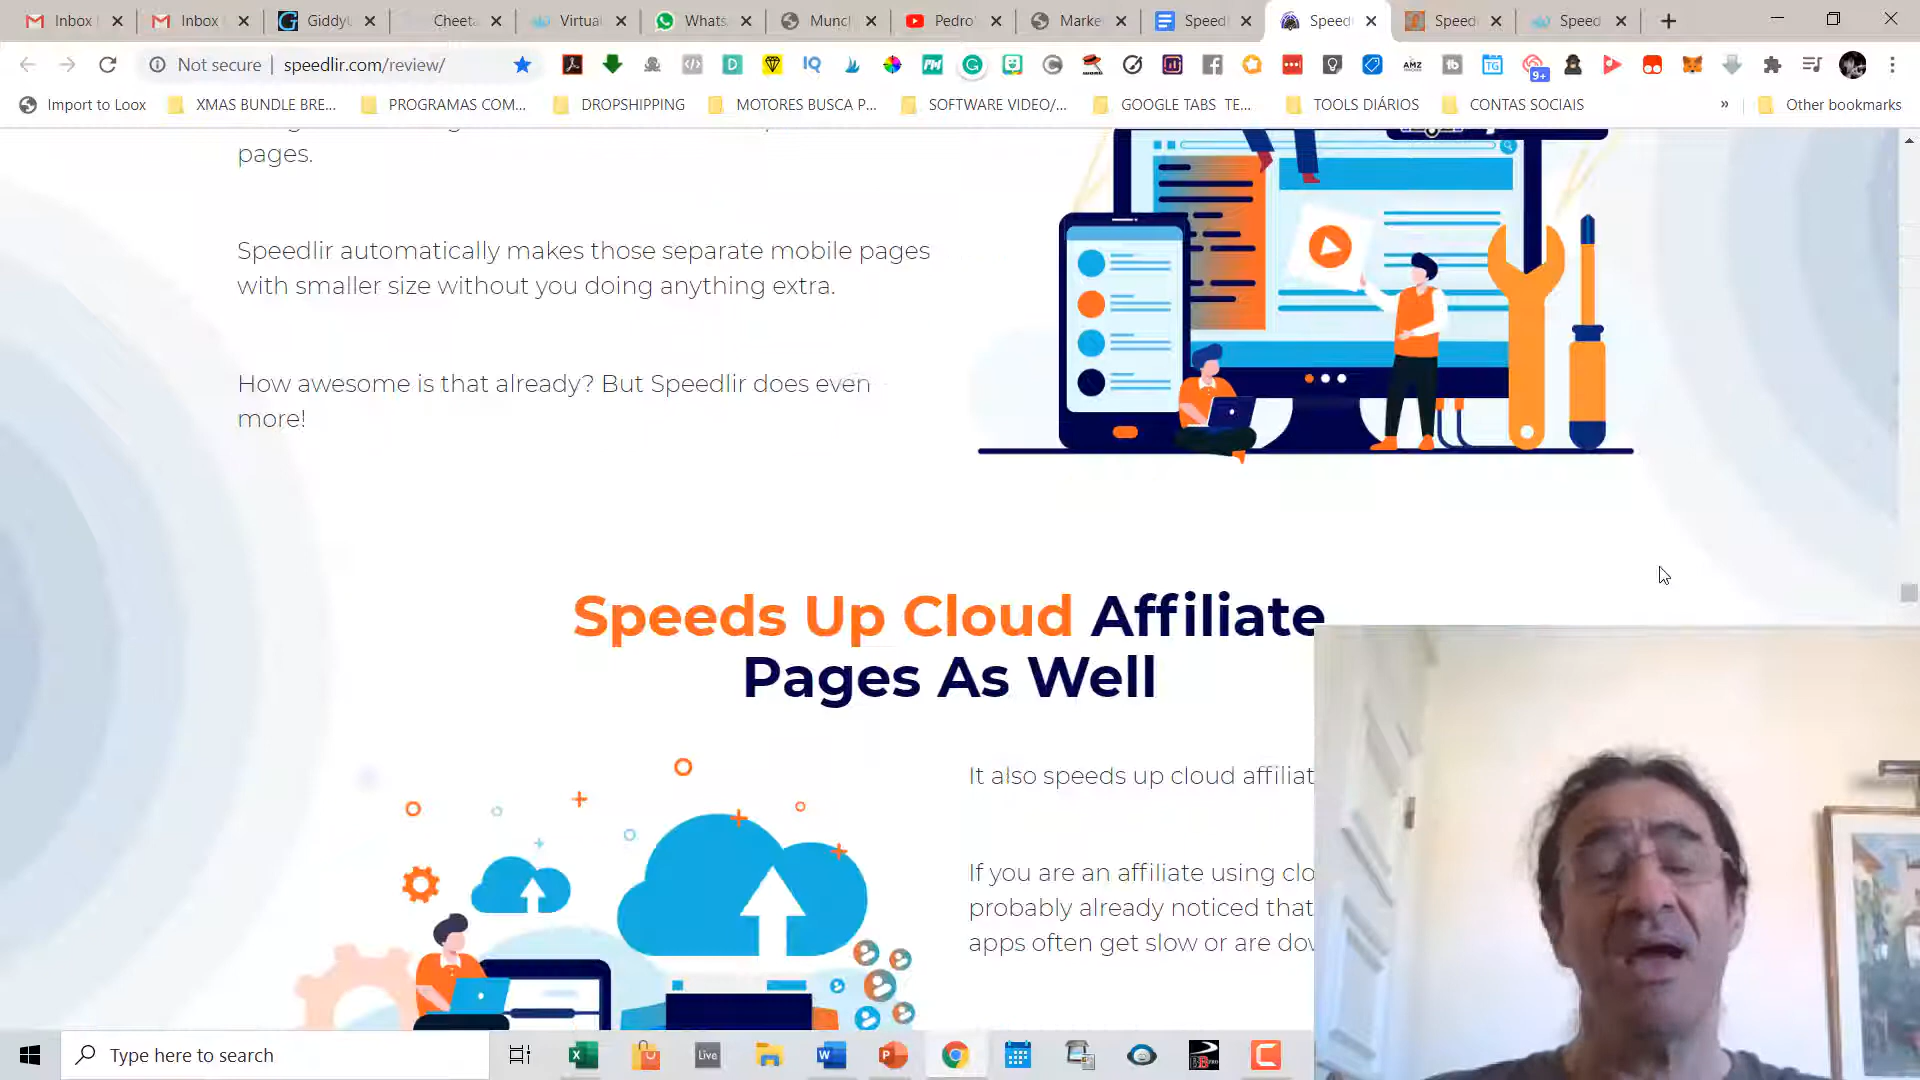 Inbox
Inbox
Giddy
Cheeta
Virtua
Whats
Munch
Pedro
Marke
Speed
Speed
Speed
Speed
Not secure
speedlir.com/review/
Import to Loox
XMAS BUNDLE BRE...
PROGRAMAS COM...
DROPSHIPPING
MOTORES BUSCA P...
SOFTWARE VIDEO/...
GOOGLE TABS TE...
TOOLS DIÁRIOS
CONTAS SOCIAIS
»
Other bookmarks
pages.
Speedlir automatically makes those separate mobile pages
with smaller size without you doing anything extra.
How awesome is that already? But Speedlir does even
more!
Speeds Up Cloud Affiliate
Pages As Well
It also speeds up cloud affiliat
If you are an affiliate using clo
probably already noticed that
apps often get slow or are dow
Type here to search